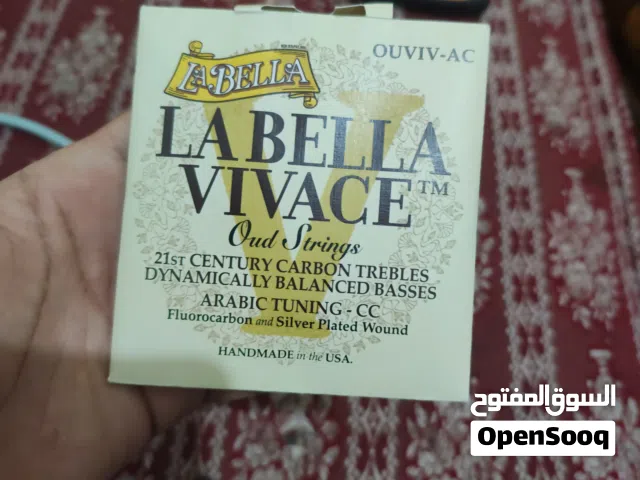 OUVIV-AC
LABELLA
LA BELLA
VIVACE™
Oud Strings
21ST CENTURY CARBON TREBLES
DYNAMICALLY BALANCED BASSES
ARABIC TUNING - CC
Fluorocarbon and Silver Plated Wound
HANDMADE in the USA.
السوق المفتوح
OpenSooq